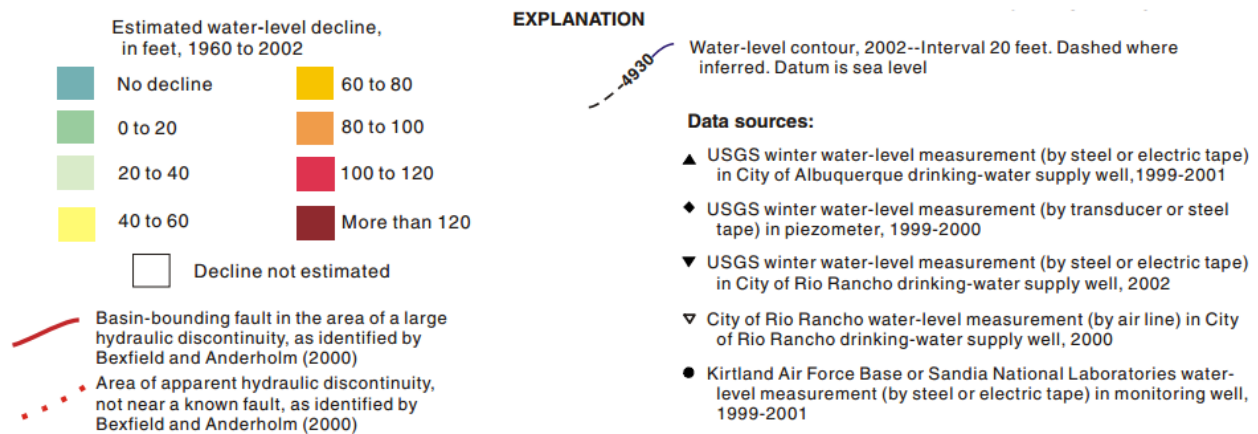 EXPLANATION
Estimated water-level decline,
in feet, 1960 to 2002
No decline
0 to 20
20 to 40
40 to 60
60 to 80
80 to 100
100 to 120
More than 120
Decline not estimated
Basin-bounding fault in the area of a large
hydraulic discontinuity, as identified by
Bexfield and Anderholm (2000)
Area of apparent hydraulic discontinuity,
not near a known fault, as identified by
Bexfield and Anderholm (2000)
4930
Water-level contour, 2002--Interval 20 feet. Dashed where
inferred. Datum is sea level
Data sources:
USGS winter water-level measurement (by steel or electric tape)
in City of Albuquerque drinking-water supply well,1999-2001
USGS winter water-level measurement (by transducer or steel
tape) in piezometer, 1999-2000
USGS winter water-level measurement (by steel or electric tape)
in City of Rio Rancho drinking-water supply well, 2002
City of Rio Rancho water-level measurement (by air line) in City
of Rio Rancho drinking-water supply well, 2000
Kirtland Air Force Base or Sandia National Laboratories water-
level measurement (by steel or electric tape) in monitoring well,
1999-2001